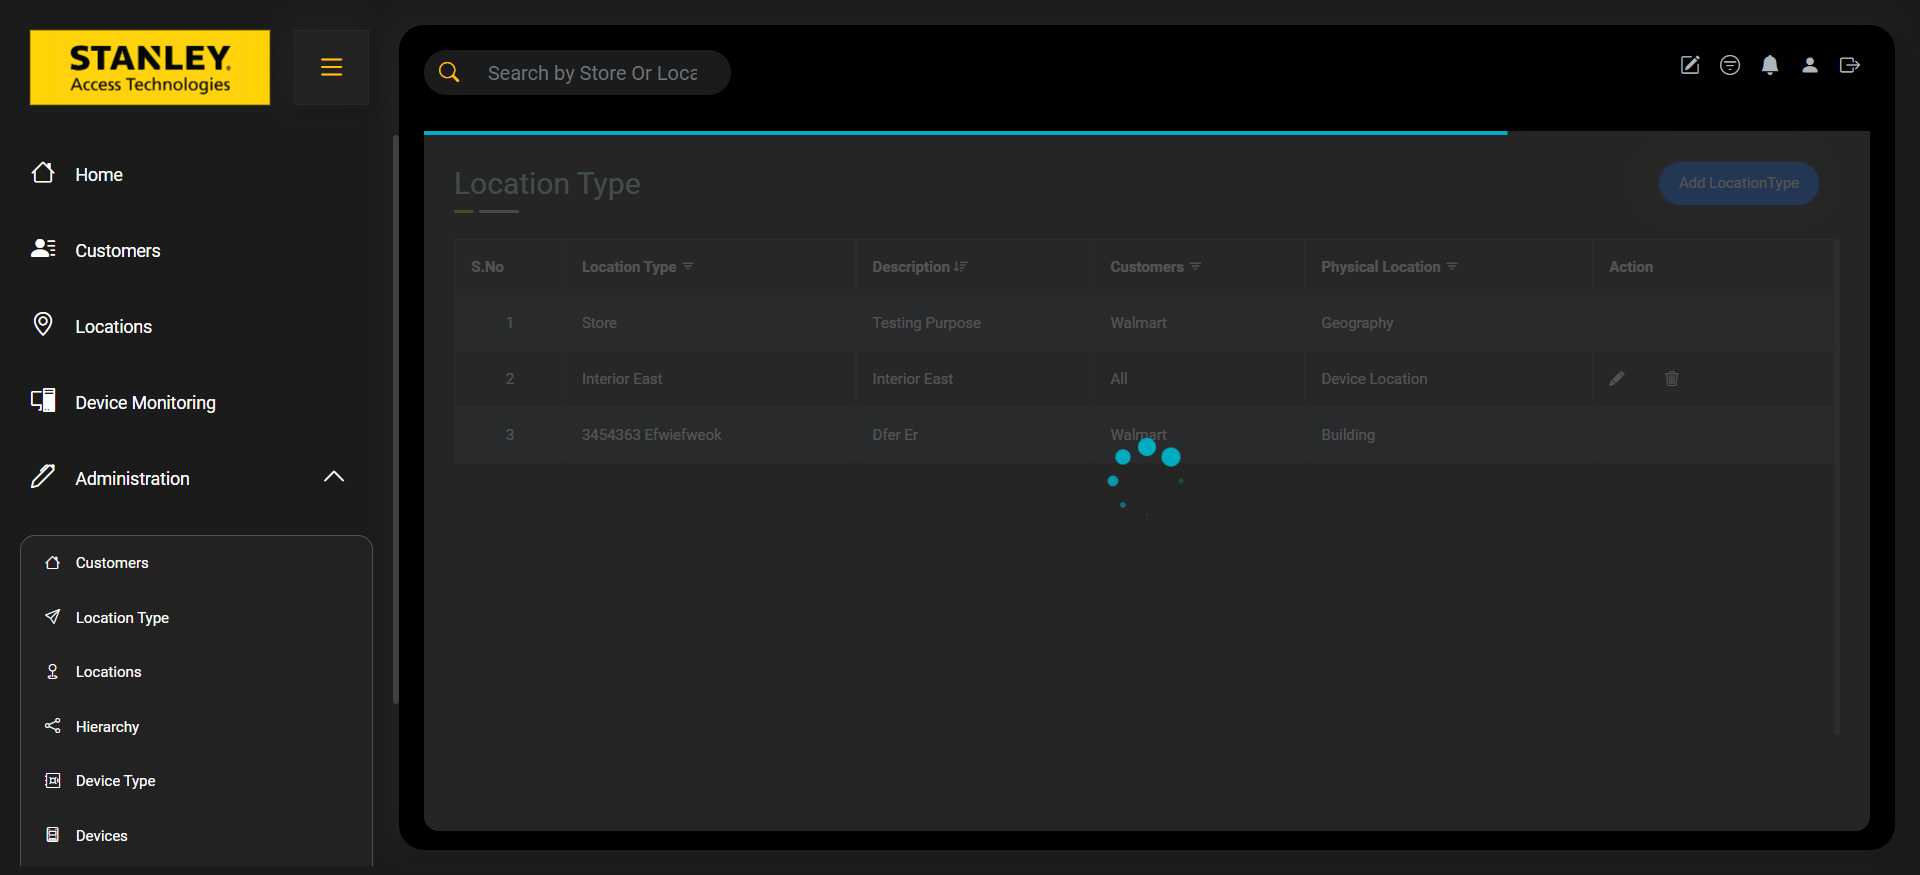 STANLEY.
Access Technologies
Search by Store Or Loca
Home
Customers
Locations
Device Monitoring
Administration
Customers
Location Type
Locations
Hierarchy
Device Type
Devices
Location Type
Add LocationType
S.No Location Type Description Customers Physical Location Action
1 Store Testing Purpose Walmart Geography
2 Interior East Interior East All Device Location
3 3454363 Efwiefweok Dfer Er Walmart Building